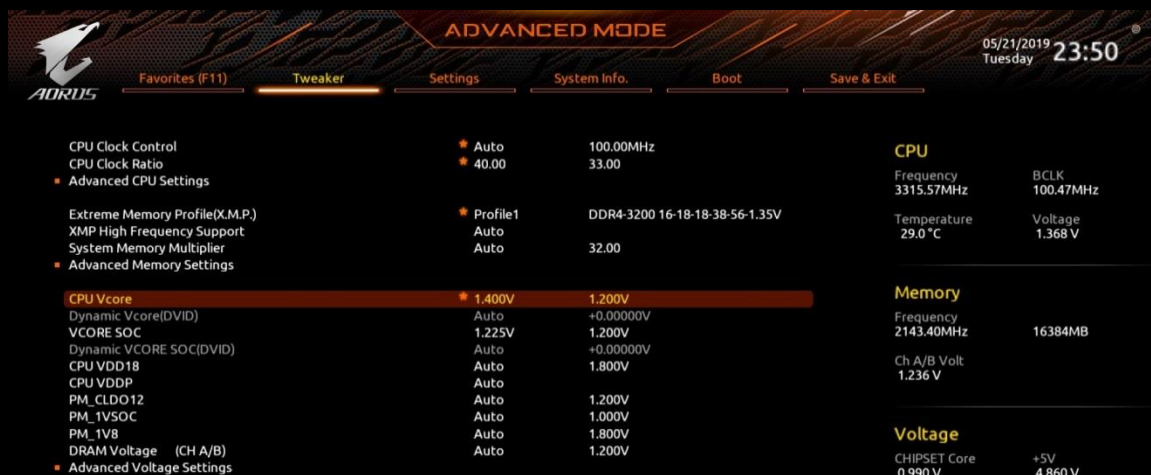 ADVANCED MODE
05/21/2019 Tuesday 23:50
AORUS
Favorites (F11) Tweaker Settings System Info. Boot Save & Exit
CPU Clock Control Auto 100.00MHz
CPU Clock Ratio 40.00 33.00
Advanced CPU Settings
Extreme Memory Profile(X.M.P.) Profile1 DDR4-3200 16-18-18-38-56-1.35V
XMP High Frequency Support Auto
System Memory Multiplier Auto 32.00
Advanced Memory Settings
CPU Vcore 1.400V 1.200V
Dynamic Vcore(DVID) Auto +0.00000V
VCORE SOC 1.225V 1.200V
Dynamic VCORE SOC(DVID) Auto +0.00000V
CPU VDD18 Auto 1.800V
CPU VDDP Auto
PM_CLDO12 Auto 1.200V
PM_1VSOC Auto 1.000V
PM_1V8 Auto 1.800V
DRAM Voltage (CH A/B) Auto 1.200V
Advanced Voltage Settings
CPU
Frequency BCLK
3315.57MHz 100.47MHz
Temperature Voltage
29.0 °C 1.368 V
Memory
Frequency
2143.40MHz 16384MB
Ch A/B Volt
1.236 V
Voltage
CHIPSET Core +5V
0.990 V 4.860 V